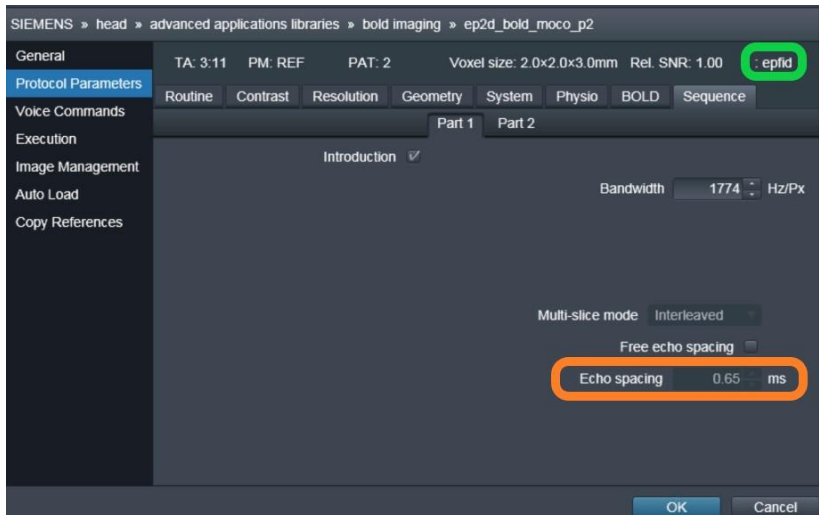 SIEMENS » head » advanced applications libraries » bold imaging » ep2d_bold_moco_p2
General
Protocol Parameters
Voice Commands
Execution
Image Management
Auto Load
Copy References
TA: 3:11 PM: REF PAT: 2 Voxel size: 2.0×2.0×3.0mm Rel. SNR: 1.00 : epfid
Routine Contrast Resolution Geometry System Physio BOLD Sequence
Part 1 Part 2
Introduction
Bandwidth 1774 Hz/Px
Multi-slice mode Interleaved
Free echo spacing
Echo spacing 0.65 ms
OK Cancel